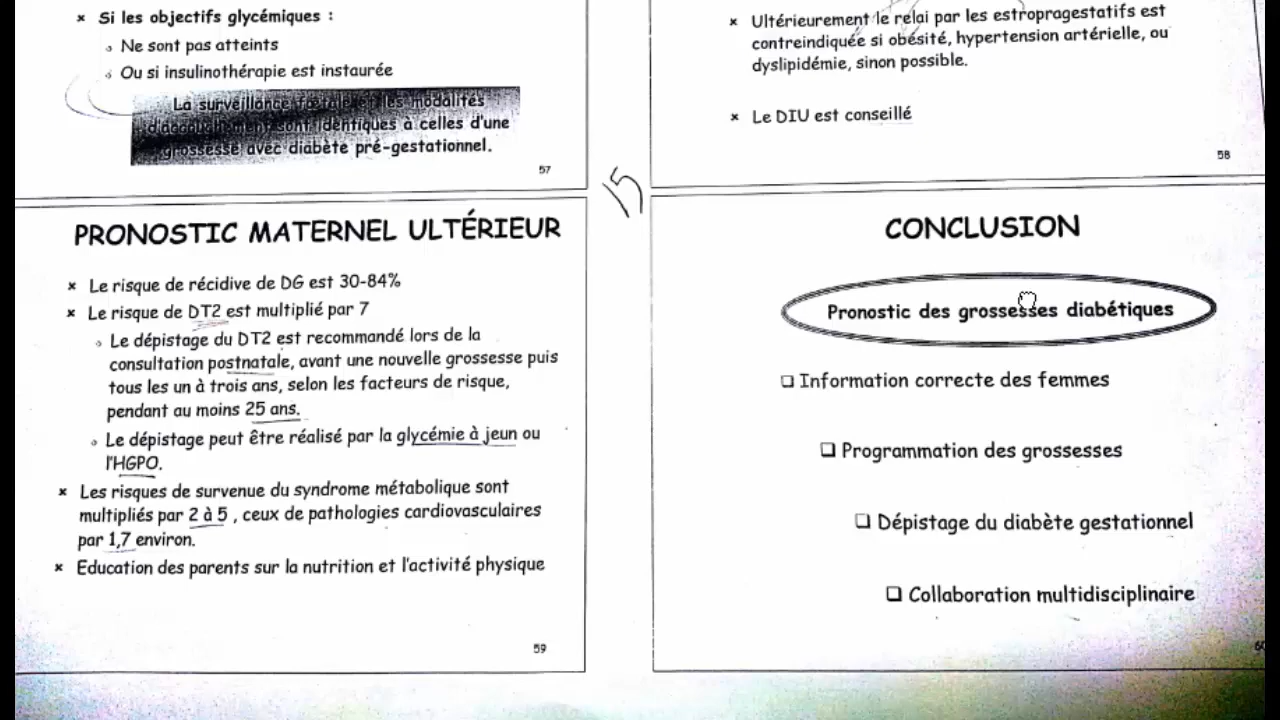 × Si les objectifs glycémiques :
Ne sont pas atteints
Ou si insulinothérapie est instaurée
La surveillance fœtale et les modalités
d'accouchement sont identiques à celles d'une
grossesse avec diabète pré-gestationnel.
57
× Ultérieurement le relai par les estropragestatifs est
contreindiquée si obésité, hypertension artérielle, ou
dyslipidémie, sinon possible.
× Le DIU est conseillé
58
15
PRONOSTIC MATERNEL ULTÉRIEUR
× Le risque de récidive de DG est 30-84%
× Le risque de DT2 est multiplié par 7
Le dépistage du DT2 est recommandé lors de la
consultation postnatale, avant une nouvelle grossesse puis
tous les un à trois ans, selon les facteurs de risque,
pendant au moins 25 ans.
Le dépistage peut être réalisé par la glycémie à jeun ou
l'HGPO.
× Les risques de survenue du syndrome métabolique sont
multipliés par 2 à 5 , ceux de pathologies cardiovasculaires
par 1,7 environ.
× Education des parents sur la nutrition et l'activité physique
59
CONCLUSION
Pronostic des grossesses diabétiques
❑ Information correcte des femmes
❑ Programmation des grossesses
❑ Dépistage du diabète gestationnel
❑ Collaboration multidisciplinaire